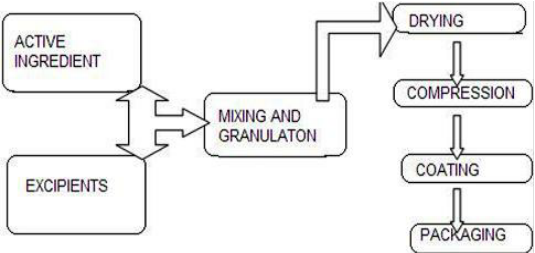 ACTIVE
INGREDIENT
EXCIPIENTS
MIXING AND
GRANULATON
DRYING
COMPRESSION
COATING
PACKAGING